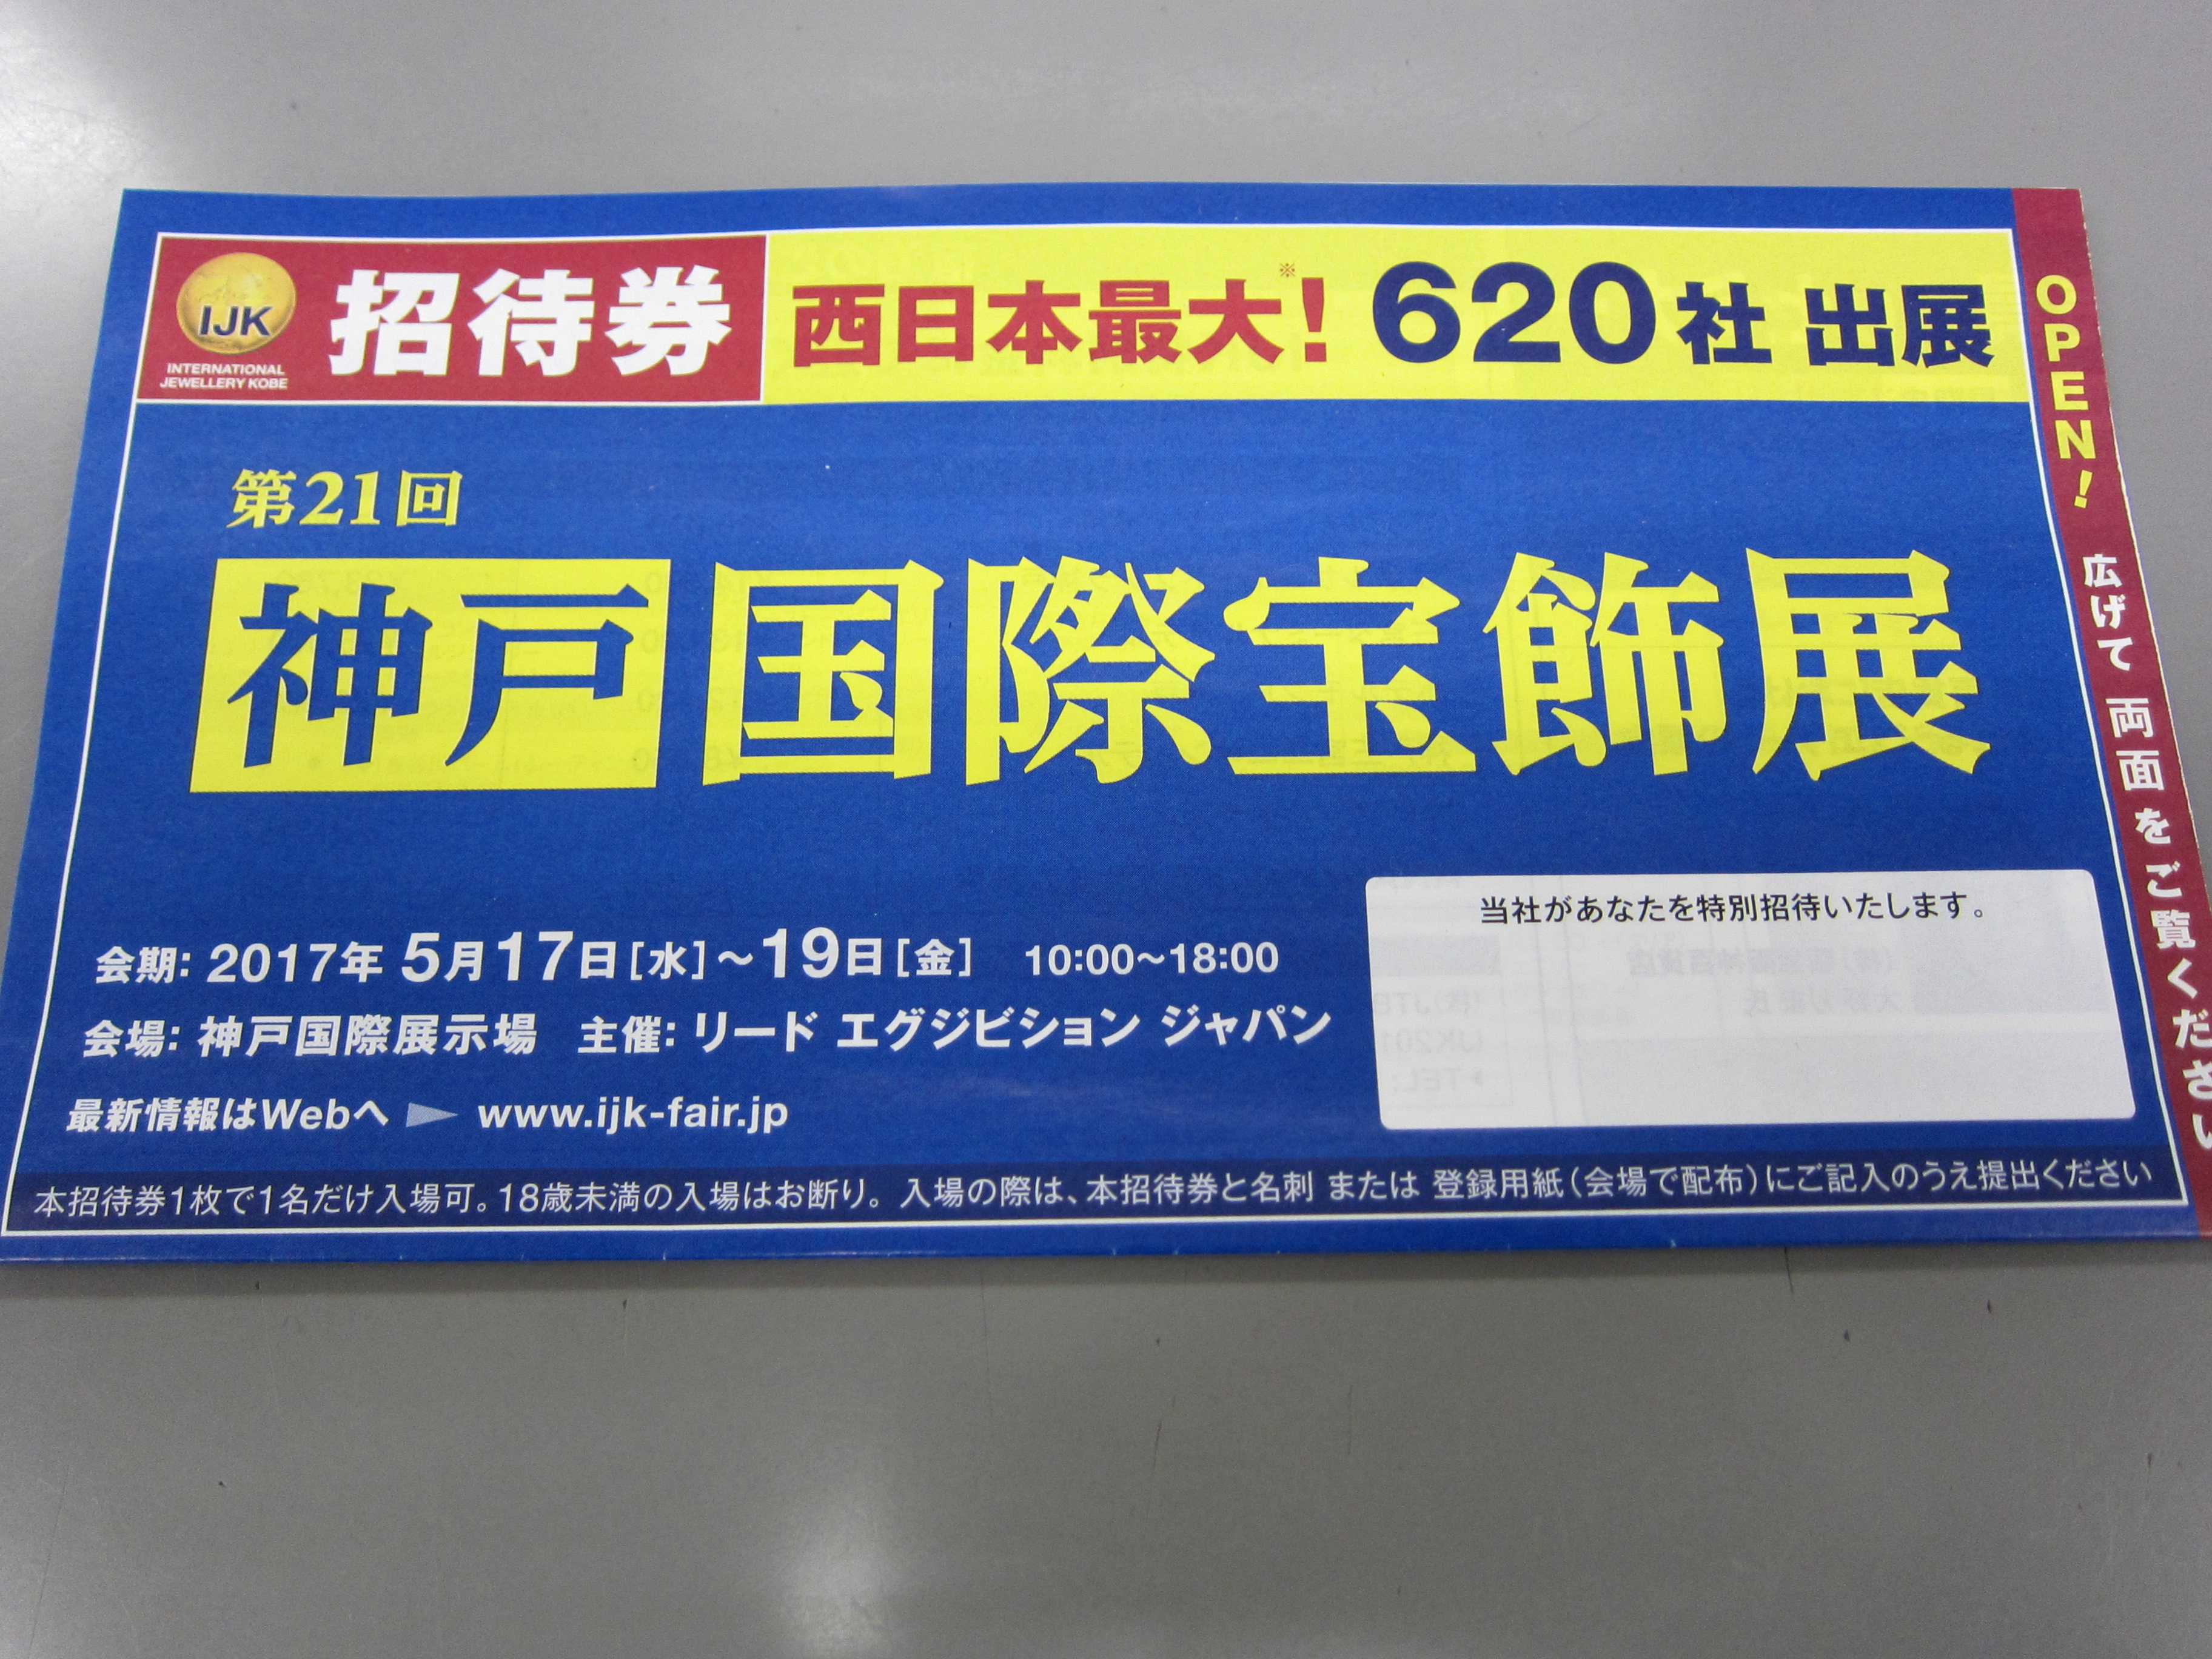 IJK
INTERNATIONAL
JEWELLERY KOBE
招待券
西日本最大!※ 620社 出展
第21回
神戸国際宝飾展
会期: 2017年 5月17日[水]～19日[金] 10:00～18:00
会場: 神戸国際展示場 主催: リード エグジビション ジャパン
最新情報はWebへ ▶ www.ijk-fair.jp
当社があなたを特別招待いたします。
本招待券1枚で1名だけ入場可。18歳未満の入場はお断り。入場の際は、本招待券と名刺 または 登録用紙(会場で配布)にご記入のうえ提出ください
OPEN! 広げて 両面をご覧ください